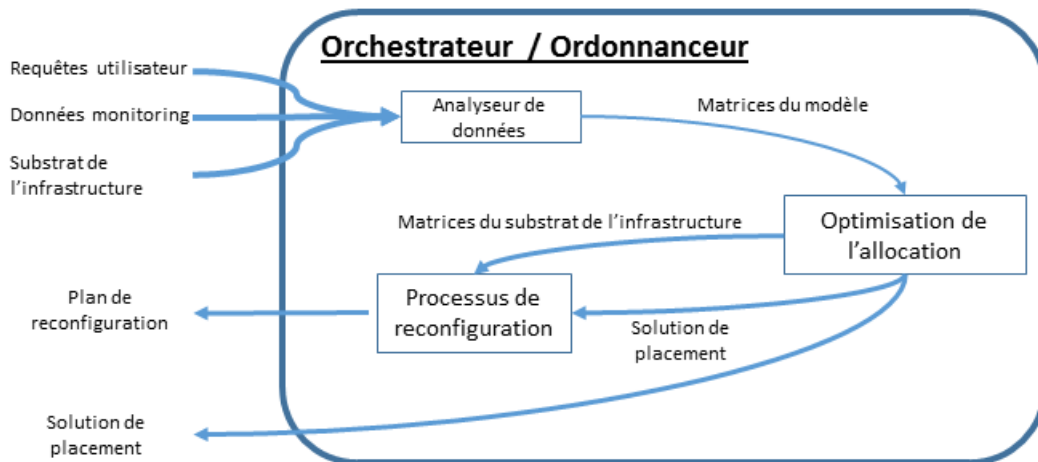 Orchestrateur / Ordonnanceur
Requêtes utilisateur
Données monitoring
Substrat de
l'infrastructure
Analyseur de
données
Matrices du modèle
Optimisation de
l'allocation
Matrices du substrat de l'infrastructure
Processus de
reconfiguration
Solution de
placement
Plan de
reconfiguration
Solution de
placement